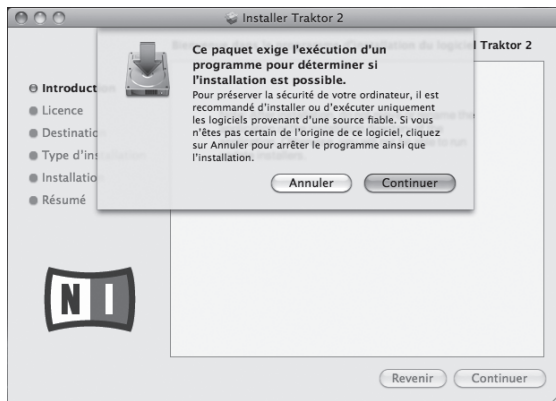 Installer Traktor 2
Ce paquet exige l'exécution d'un
programme pour déterminer si
l'installation est possible.
Pour préserver la sécurité de votre ordinateur, il est
recommandé d'installer ou d'exécuter uniquement
les logiciels provenant d'une source fiable. Si vous
n'êtes pas certain de l'origine de ce logiciel, cliquez
sur Annuler pour arrêter le programme ainsi que
l'installation.
Annuler Continuer
l Traktor 2
Introduct
Licence
Destinatio
Type d'ins
Installatio
Résumé
N I
Revenir Continuer